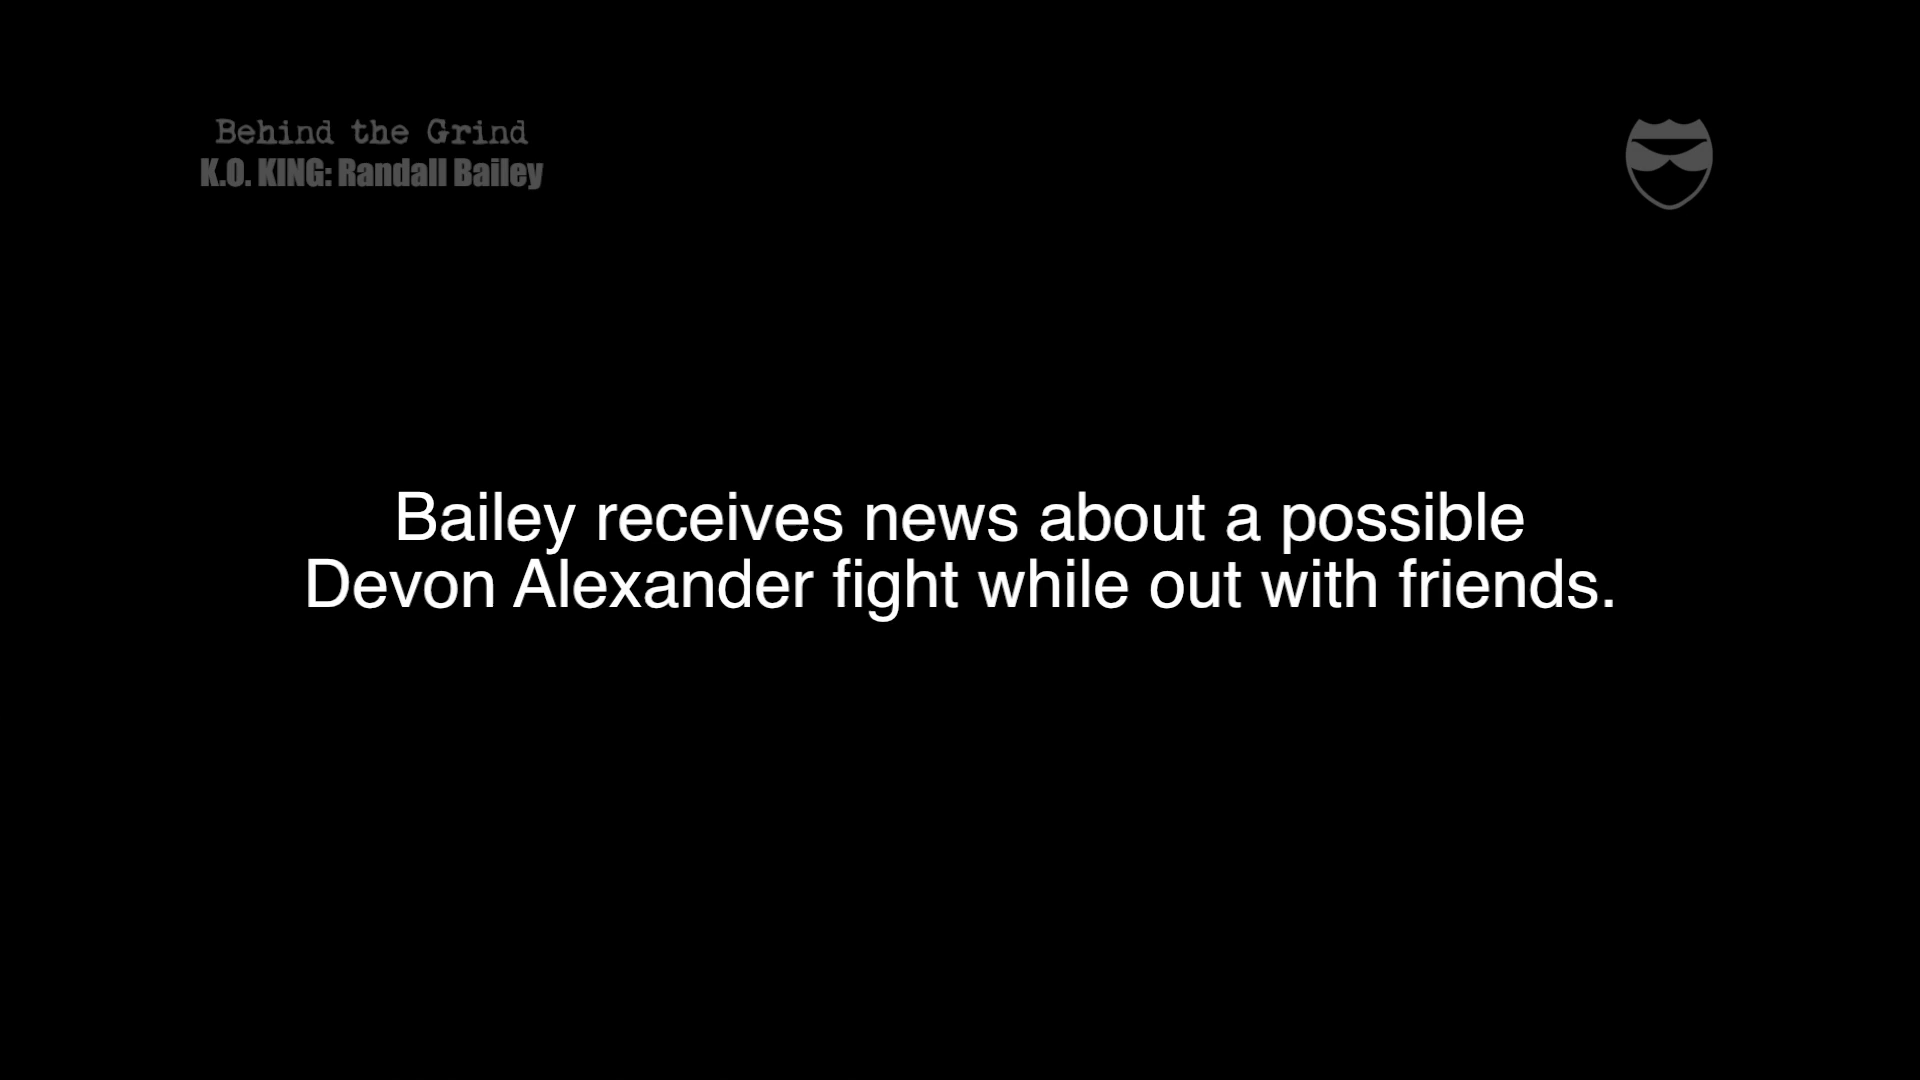 Behind the Grind
K.O. KING: Randall Bailey
Bailey receives news about a possible
Devon Alexander fight while out with friends.